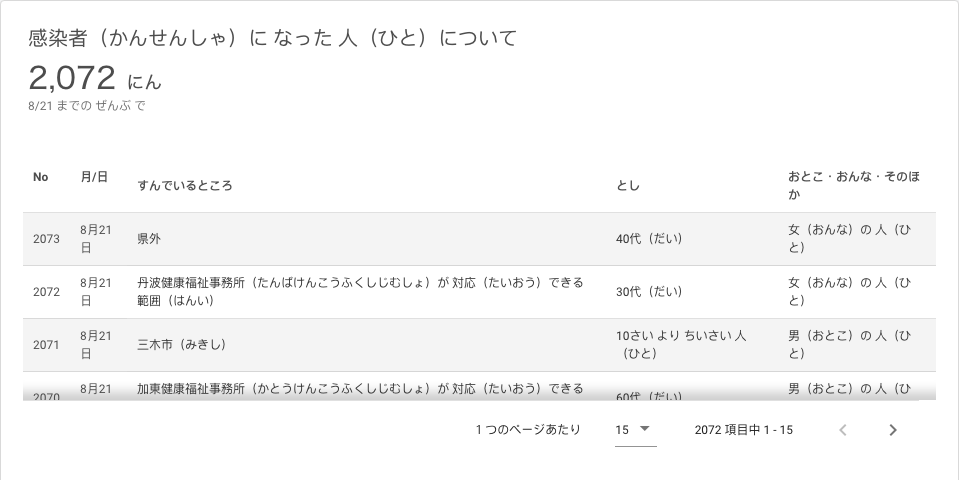 感染者（かんせんしゃ）に なった 人（ひと）について
2,072 にん
8/21 までの ぜんぶ で
No
月/日
すんでいるところ
とし
おとこ・おんな・そのほ
か
2073
8月21
日
県外
40代（だい）
女（おんな）の 人（ひ
と）
2072
8月21
日
丹波健康福祉事務所（たんばけんこうふくしじむしょ）が 対応（たいおう）できる
範囲（はんい）
30代（だい）
女（おんな）の 人（ひ
と）
2071
8月21
日
三木市（みきし）
10さい より ちいさい 人
（ひと）
男（おとこ）の 人（ひ
と）
2070
8月21
加東健康福祉事務所（かとうけんこうふくしじむしょ）が 対応（たいおう）できる
60代（だい）
男（おとこ）の 人（ひ
1 つのページあたり
15
2072 項目中 1 - 15